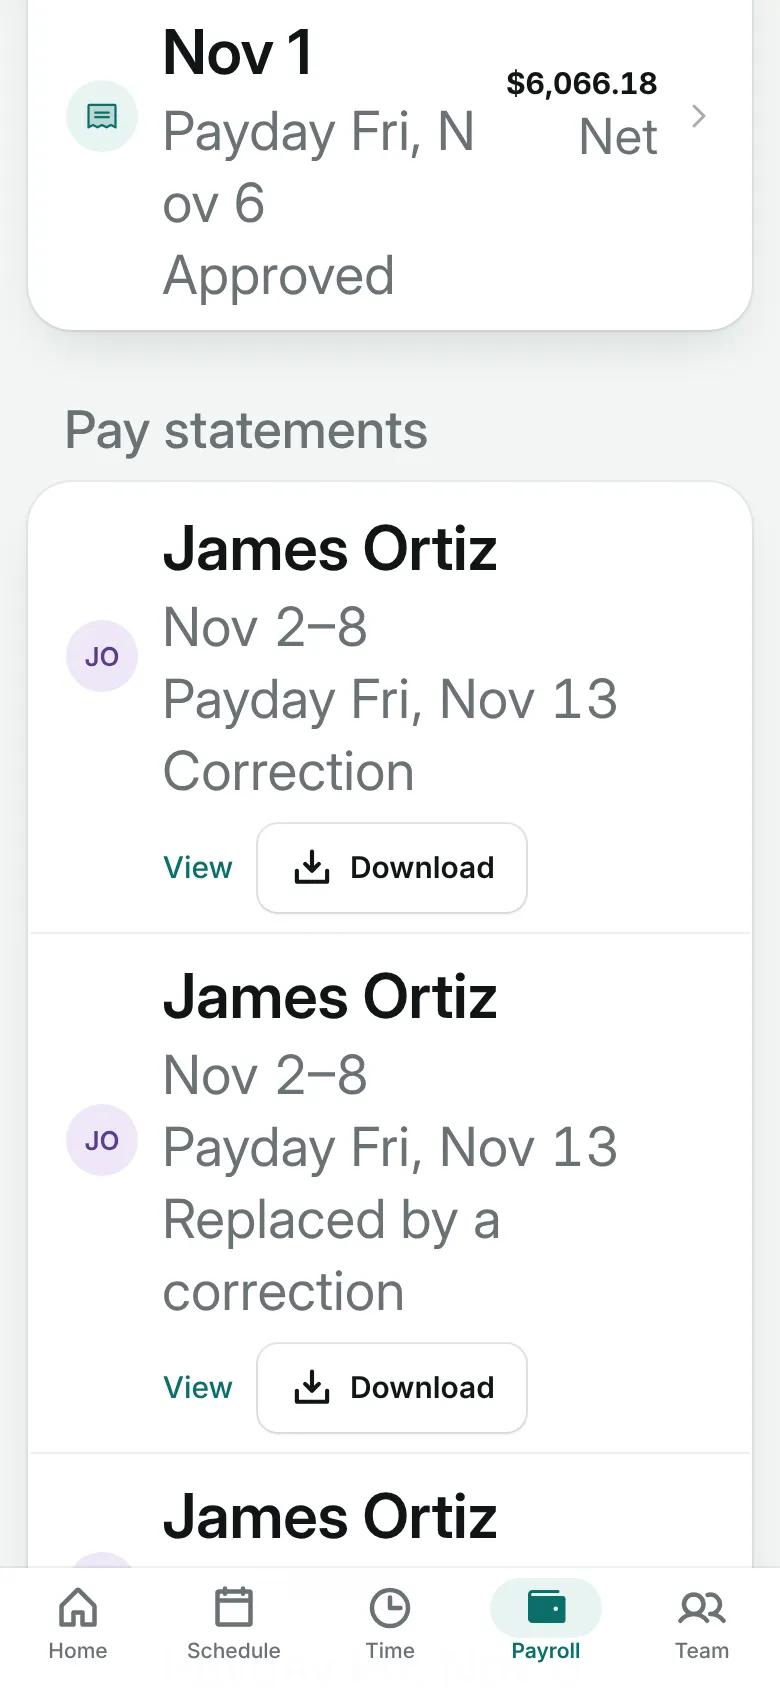 Nov 1
$6,066.18
Payday Fri, N
ov 6
Net
Approved
Pay statements
James Ortiz
JO
Nov 2–8
Payday Fri, Nov 13
Correction
View
Download
James Ortiz
JO
Nov 2–8
Payday Fri, Nov 13
Replaced by a
correction
View
Download
James Ortiz
Home
Schedule
Time
Payroll
Team